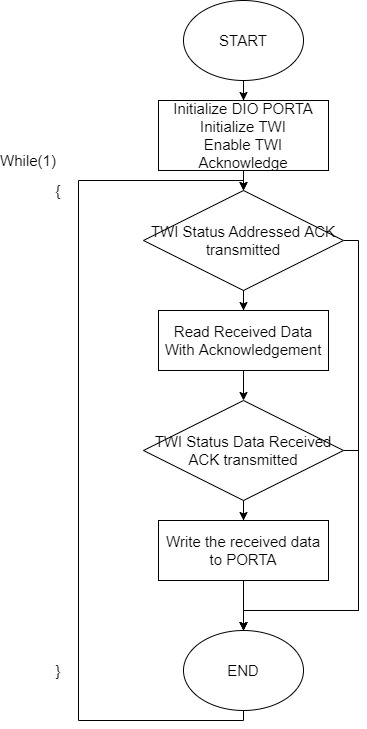 START
Initialize DIO PORTA
Initialize TWI
Enable TWI
Acknowledge
While(1)
{
TWI Status Addressed ACK
transmitted
Read Received Data
With Acknowledgement
TWI Status Data Received
ACK transmitted
Write the received data
to PORTA
}
END